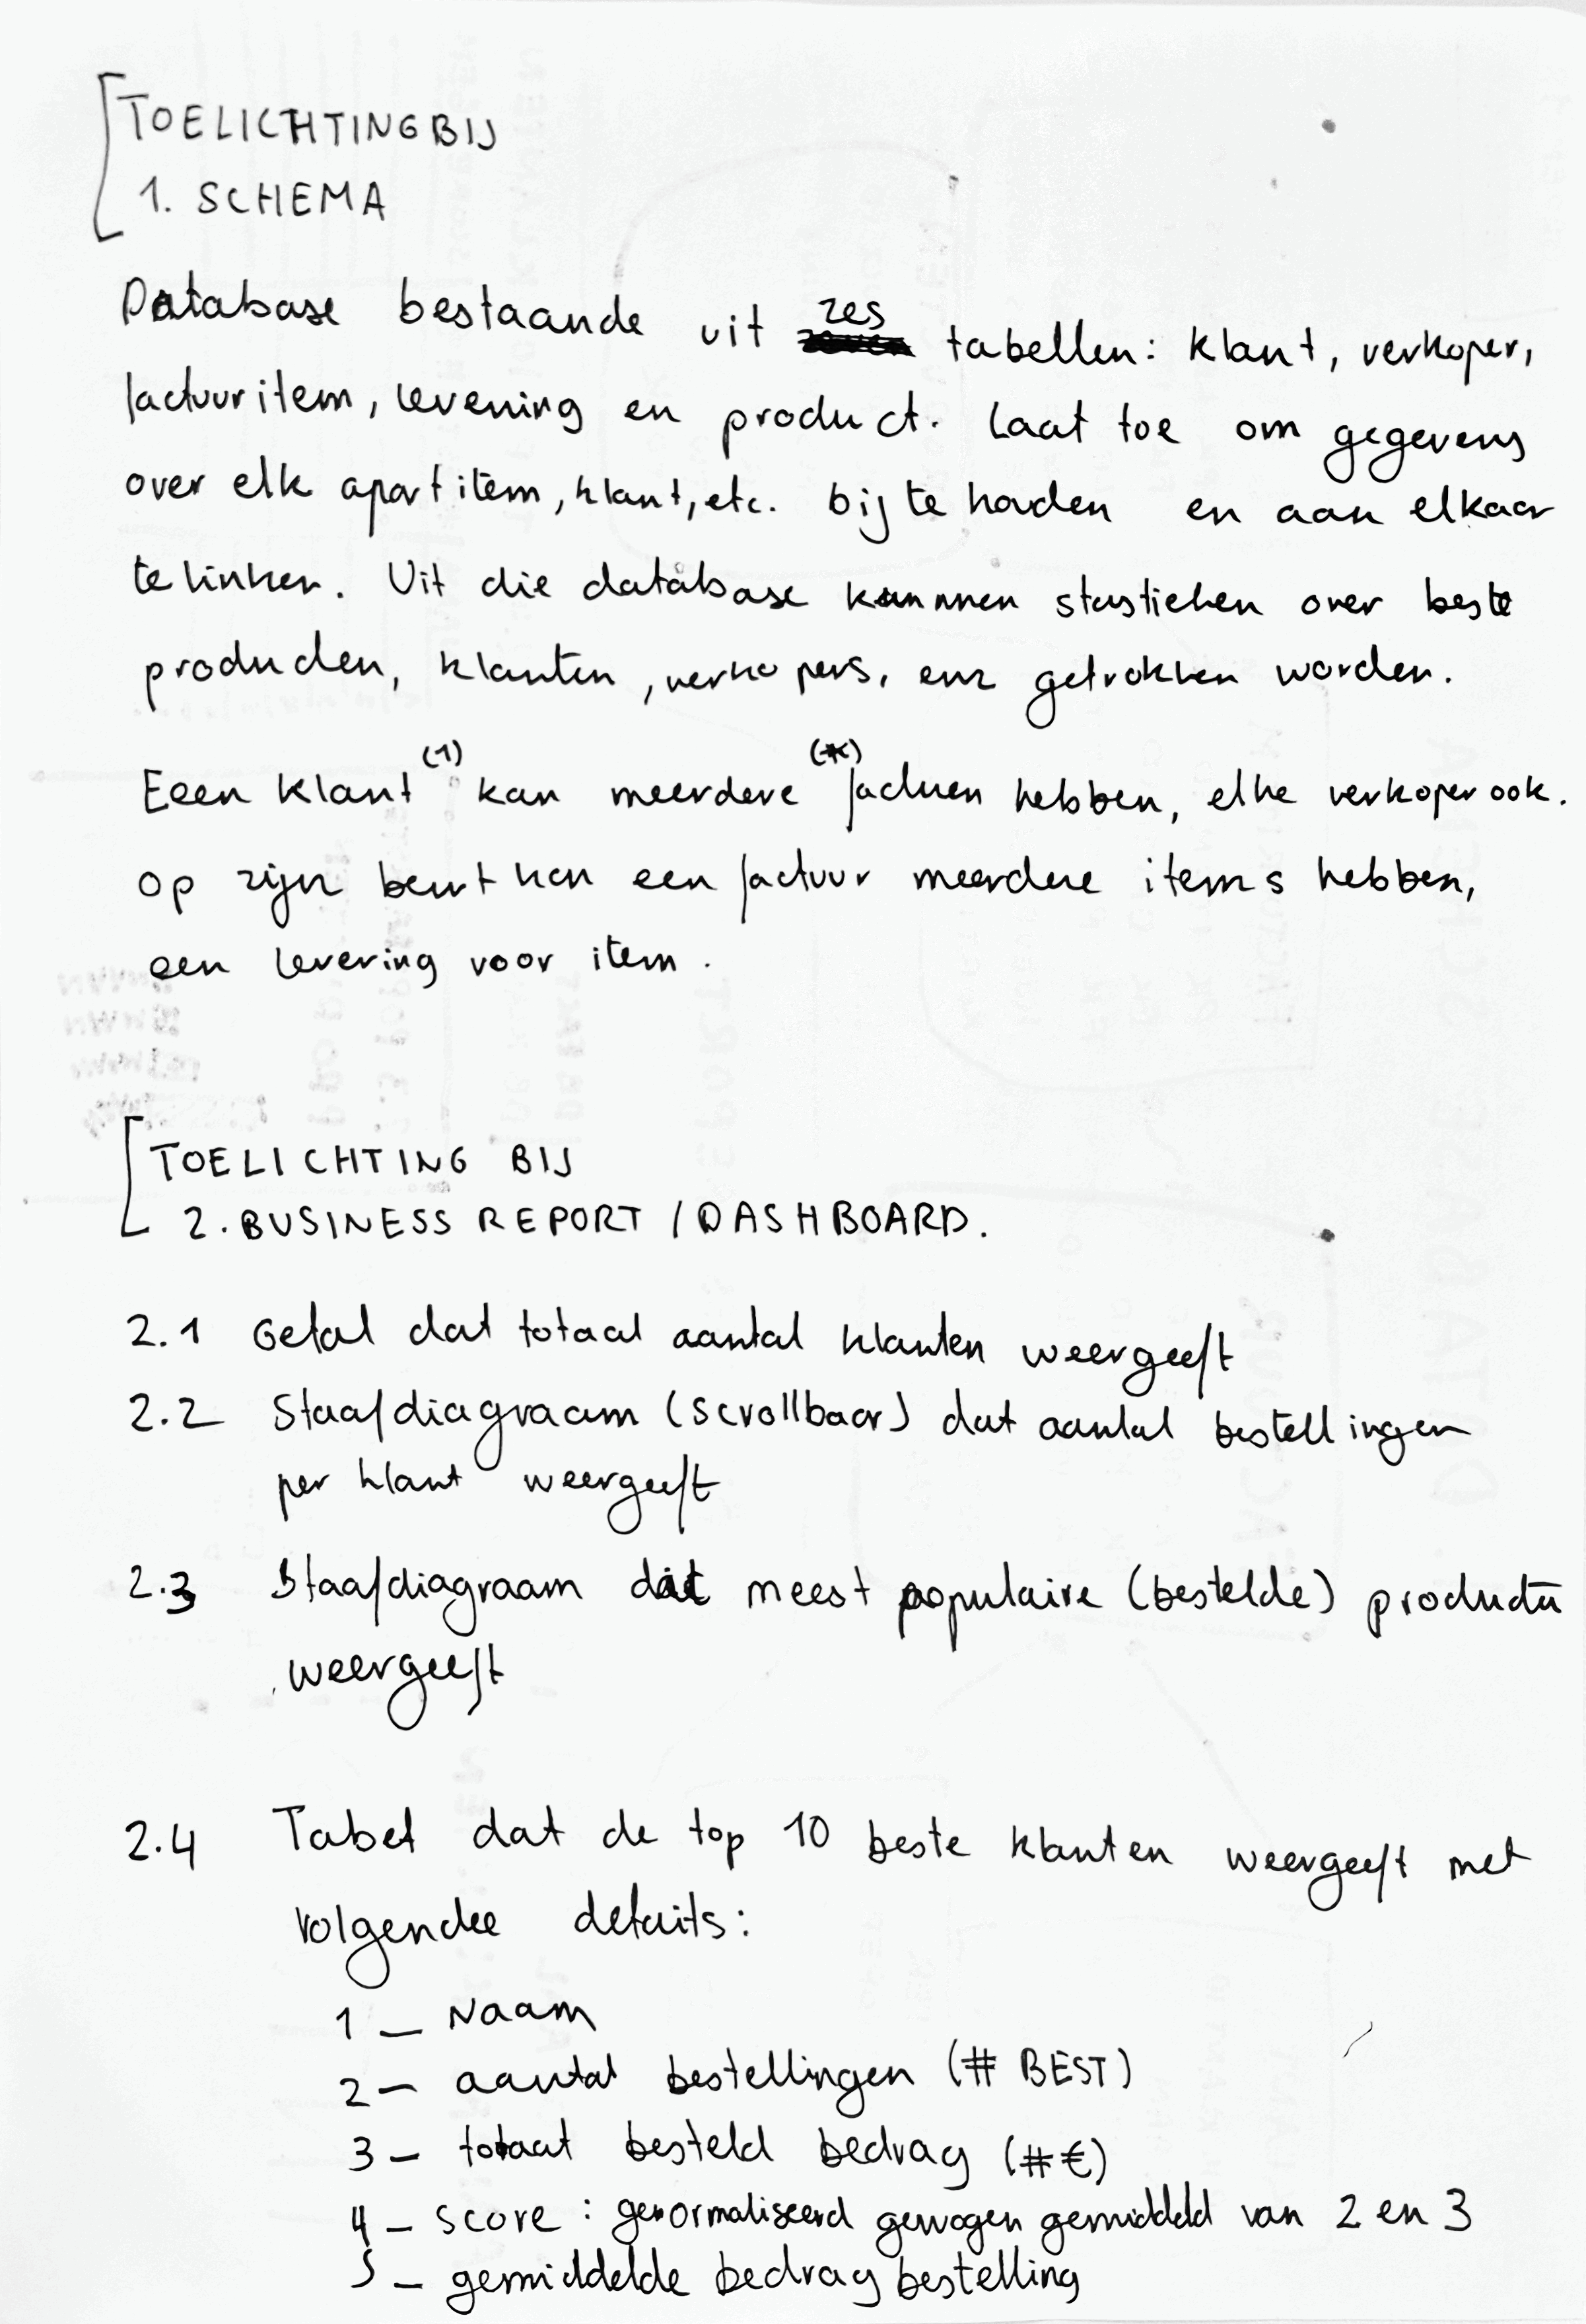 TOELICHTING BIJ
1. SCHEMA
Database bestaande uit zes tabellen: klant, verkoper,
factuur item, levering en product. Laat toe om gegevens
over elk apart item, klant, etc. bij te houden en aan elkaar
te linken. Uit die database kunnnen stastieken over beste
producten, klanten, verkopers, enz getrokken worden.
Eeen klant (1) kan meerdere (*) facturen hebben, elke verkoper ook.
Op zijn beurt kan een factuur meerdere items hebben,
een levering voor item.
TOELICHTING BIJ
2. BUSINESS REPORT / DASHBOARD.
2.1 Getal dat totaal aantal klanten weergeeft
2.2 Staafdiagraam (scrollbaar) dat aantal bestellingen
per klant weergeeft
2.3 Staafdiagraam dat meest populaire (bestelde) producten
weergeeft
2.4 Tabel dat de top 10 beste klanten weergeeft met
volgendee details:
1 - Naam
2 - aantal bestellingen (# BEST)
3 - totaal besteld bedrag (#€)
4 - score : genormaliseerd gewogen gemiddeld van 2 en 3
5 - gemiddelde bedrag bestelling